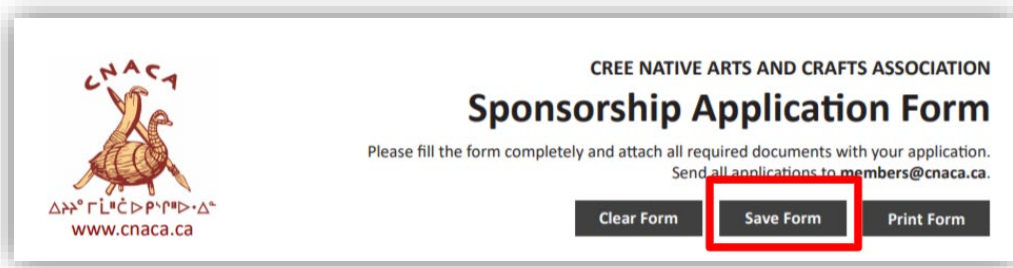 CNACA
www.cnaca.ca
CREE NATIVE ARTS AND CRAFTS ASSOCIATION
Sponsorship Application Form
Please fill the form completely and attach all required documents with your application.
Send all applications to members@cnaca.ca.
Clear Form
Save Form
Print Form